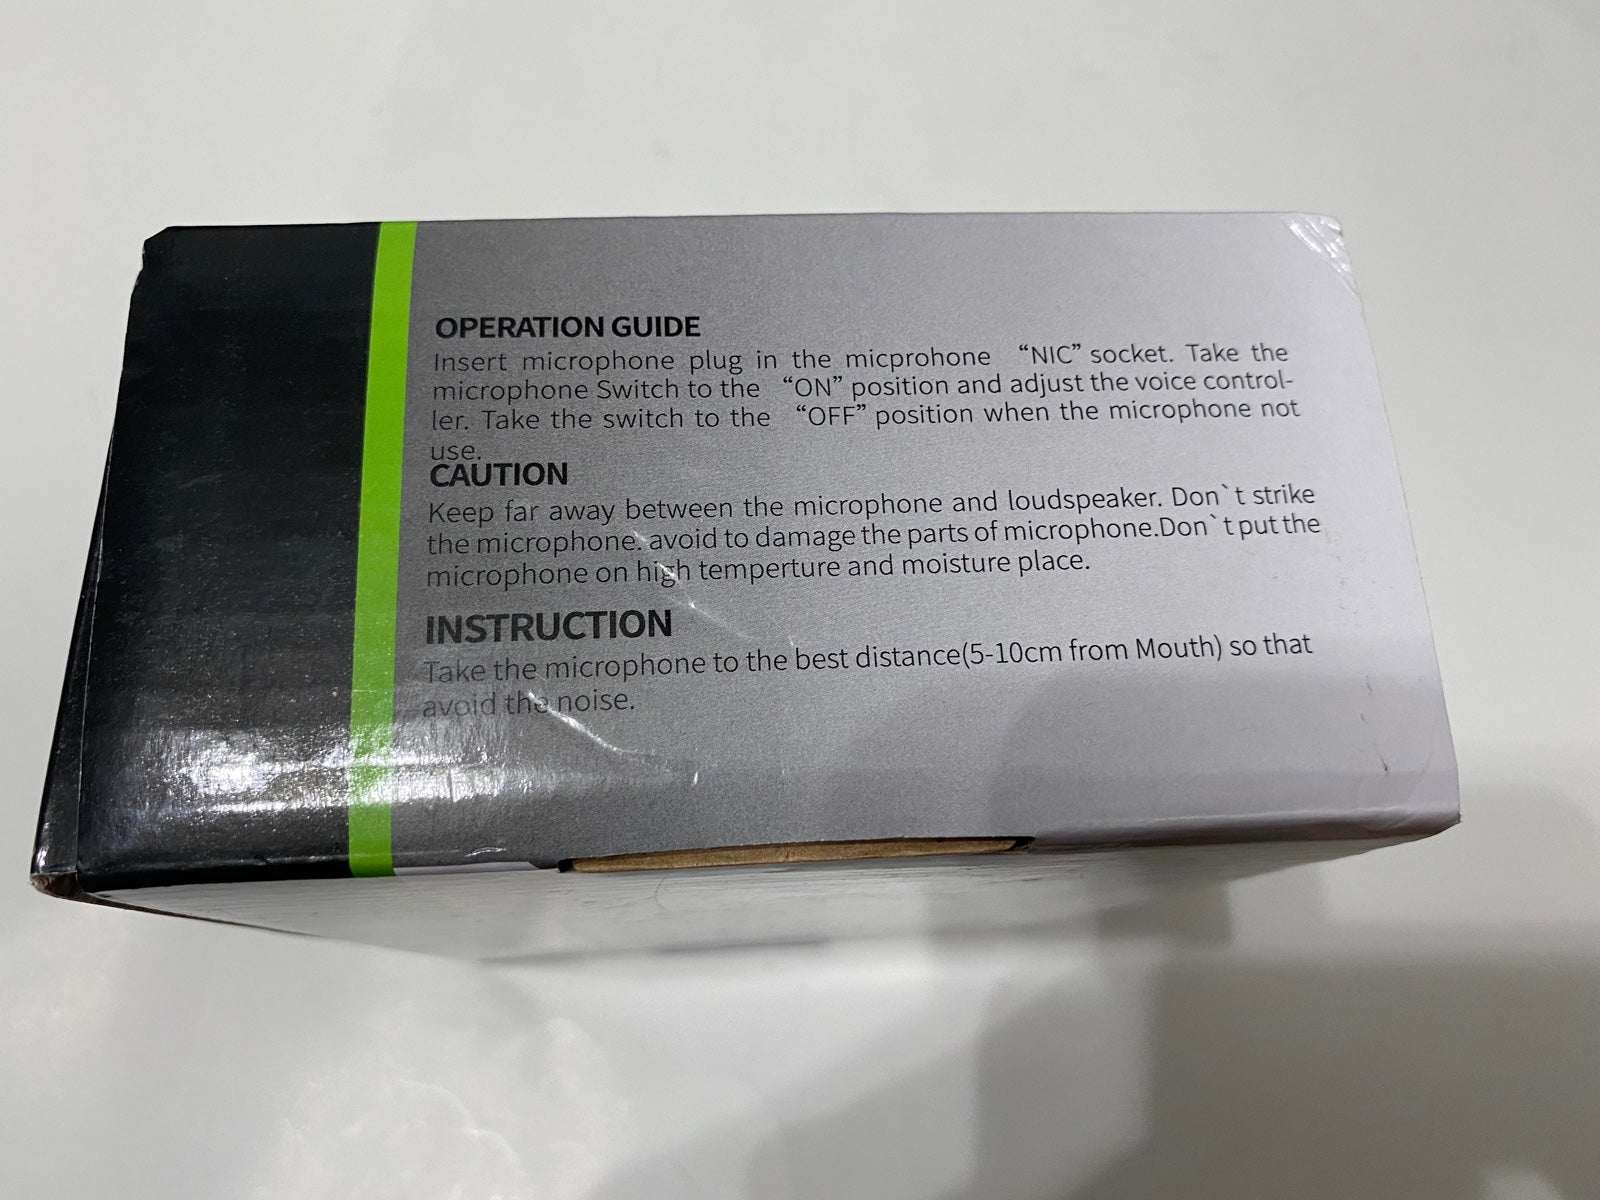 OPERATION GUIDE
Insert microphone plug in the micprohone “NIC” socket. Take the
microphone Switch to the “ON” position and adjust the voice control-
ler. Take the switch to the “OFF” position when the microphone not
use.
CAUTION
Keep far away between the microphone and loudspeaker. Don`t strike
the microphone. avoid to damage the parts of microphone.Don`t put the
microphone on high temperture and moisture place.
INSTRUCTION
Take the microphone to the best distance(5-10cm from Mouth) so that
avoid the noise.